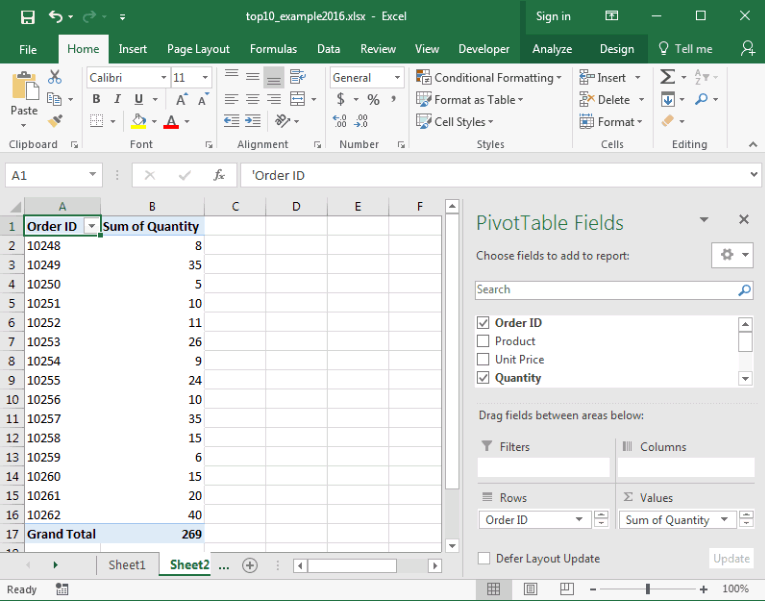 top10_example2016.xlsx - Excel
Sign in
File Home Insert Page Layout Formulas Data Review View Developer Analyze Design Tell me
Paste
Calibri 11
B I U A A
A
General
$ % ,
Conditional Formatting
Format as Table
Cell Styles
Insert
Delete
Format
Clipboard Font Alignment Number Styles Cells Editing
A1 fx 'Order ID
A B C D E F
1 Order ID Sum of Quantity
2 10248 8
3 10249 35
4 10250 5
5 10251 10
6 10252 11
7 10253 26
8 10254 9
9 10255 24
10 10256 10
11 10257 35
12 10258 15
13 10259 6
14 10260 15
15 10261 20
16 10262 40
17 Grand Total 269
PivotTable Fields
Choose fields to add to report:
Search
Order ID
Product
Unit Price
Quantity
Drag fields between areas below:
Filters Columns
Rows Σ Values
Order ID Sum of Quantity
Defer Layout Update Update
Sheet1 Sheet2 ...
Ready 100%